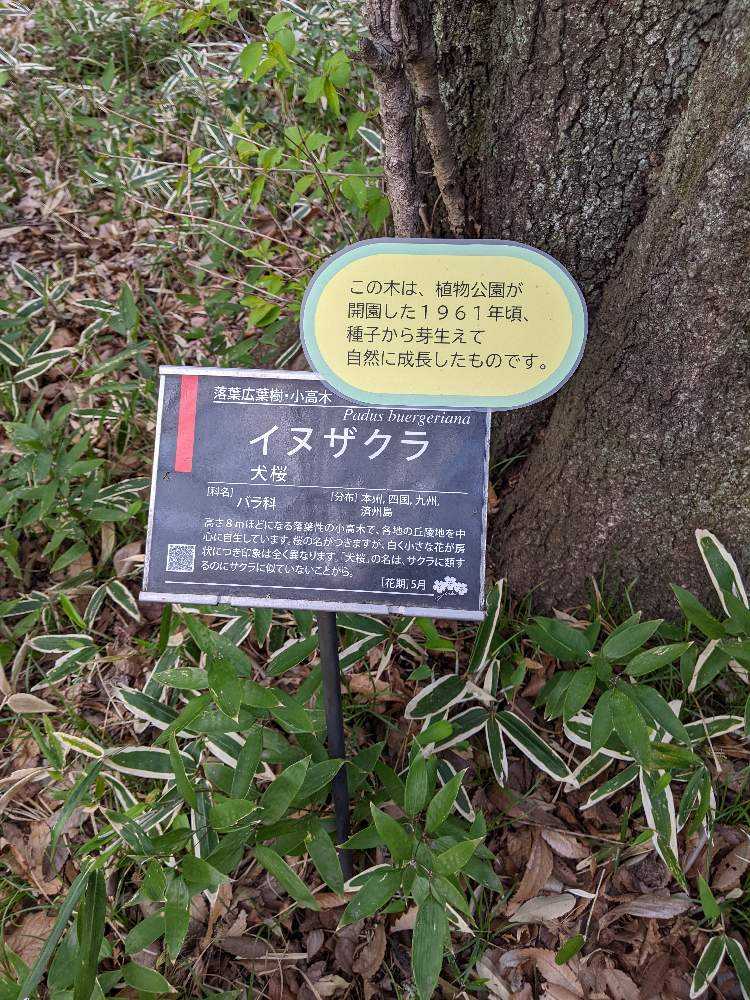 この木は、植物公園が
開園した1961年頃、
種子から芽生えて
自然に成長したものです。
落葉広葉樹・小高木
Padus buergeriana
イヌザクラ
犬桜
[科名]
バラ科
[分布] 本州, 四国, 九州,
済州島
高さ8mほどになる落葉性の小高木で、各地の丘陵地を中
心に自生しています。桜の名がつきますが、白く小さな花が房
状につき印象は全く異なります。「犬桜」の名は、サクラに類す
るのにサクラに似ていないことから。
[花期] 5月